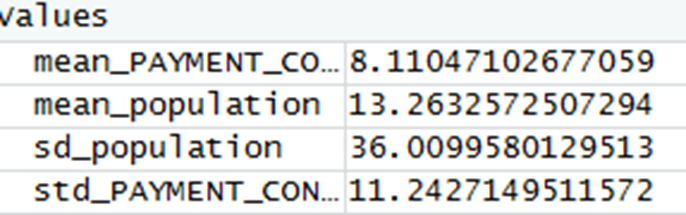 Values
mean_PAYMENT_CO… 8.11047102677059
mean_population 13.2632572507294
sd_population 36.0099580129513
std_PAYMENT_CON… 11.2427149511572